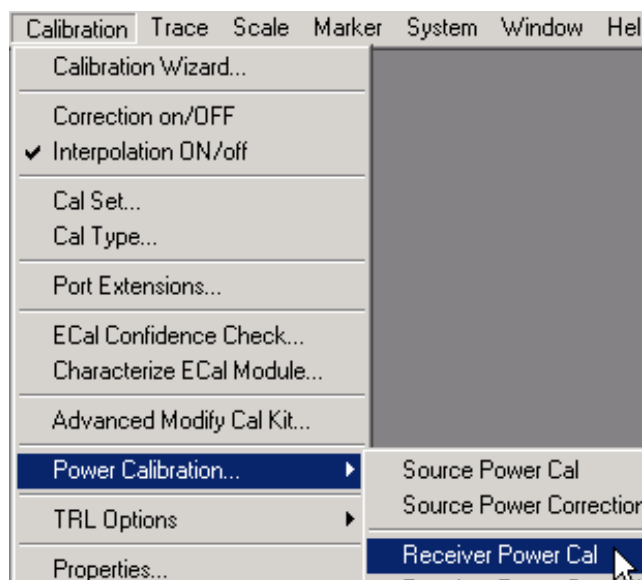 Calibration Trace Scale Marker System Window Hel
Calibration Wizard...
Correction on/OFF
Interpolation ON/off
Cal Set...
Cal Type...
Port Extensions...
ECal Confidence Check...
Characterize ECal Module...
Advanced Modify Cal Kit...
Power Calibration...
Source Power Cal
Source Power Correction
TRL Options
Receiver Power Cal
Properties...